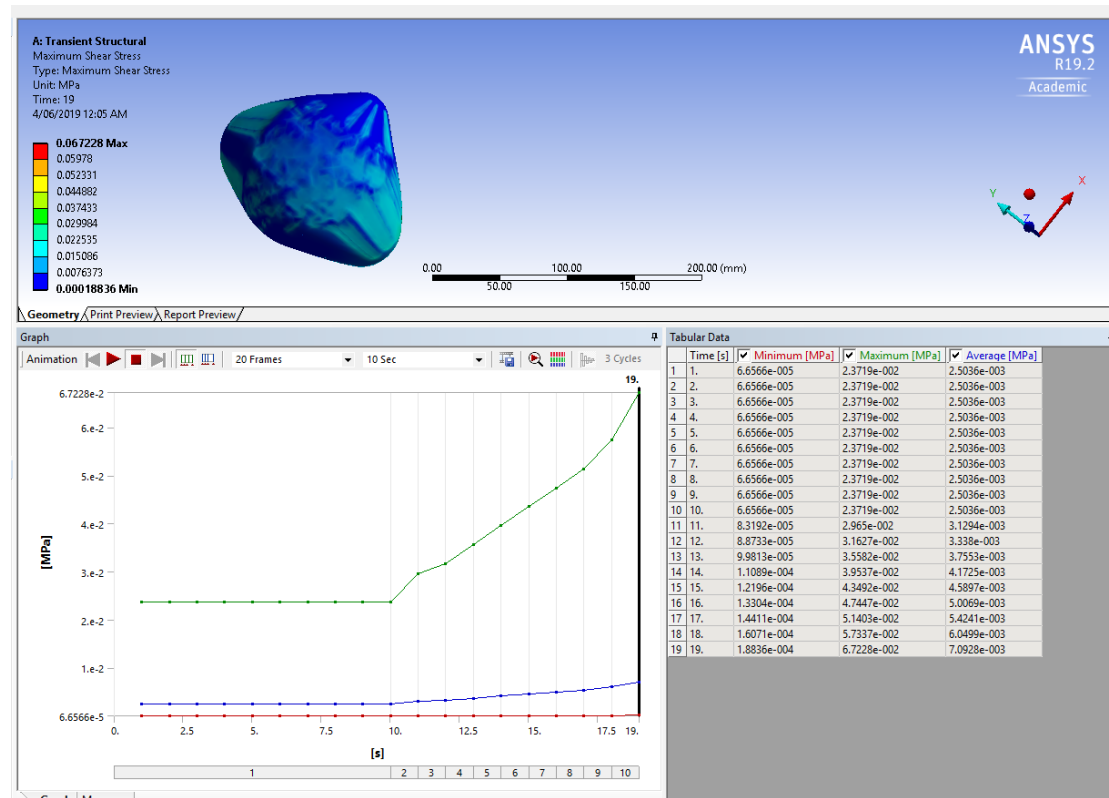 A: Transient Structural
Maximum Shear Stress
Type: Maximum Shear Stress
Unit: MPa
Time: 19
4/06/2019 12:05 AM
0.067228 Max
0.05978
0.052331
0.044882
0.037433
0.029984
0.022535
0.015086
0.0076373
0.00018836 Min
ANSYS
R19.2
Academic
X
Y
Z
0.00 100.00 200.00 (mm)
50.00 150.00
Geometry Print Preview Report Preview
Graph
Animation 20 Frames 10 Sec 3 Cycles
19.
6.7228e-2
6.e-2
5.e-2
4.e-2
3.e-2
2.e-2
1.e-2
6.6566e-5
[MPa]
0. 2.5 5. 7.5 10. 12.5 15. 17.5 19.
[s]
1 2 3 4 5 6 7 8 9 10
Tabular Data
Time [s] Minimum [MPa] Maximum [MPa] Average [MPa]
1 1. 6.6566e-005 2.3719e-002 2.5036e-003
2 2. 6.6566e-005 2.3719e-002 2.5036e-003
3 3. 6.6566e-005 2.3719e-002 2.5036e-003
4 4. 6.6566e-005 2.3719e-002 2.5036e-003
5 5. 6.6566e-005 2.3719e-002 2.5036e-003
6 6. 6.6566e-005 2.3719e-002 2.5036e-003
7 7. 6.6566e-005 2.3719e-002 2.5036e-003
8 8. 6.6566e-005 2.3719e-002 2.5036e-003
9 9. 6.6566e-005 2.3719e-002 2.5036e-003
10 10. 6.6566e-005 2.3719e-002 2.5036e-003
11 11. 8.3192e-005 2.965e-002 3.1294e-003
12 12. 8.8733e-005 3.1627e-002 3.338e-003
13 13. 9.9813e-005 3.5582e-002 3.7553e-003
14 14. 1.1089e-004 3.9537e-002 4.1725e-003
15 15. 1.2196e-004 4.3492e-002 4.5897e-003
16 16. 1.3304e-004 4.7447e-002 5.0069e-003
17 17. 1.4411e-004 5.1403e-002 5.4241e-003
18 18. 1.6071e-004 5.7337e-002 6.0499e-003
19 19. 1.8836e-004 6.7228e-002 7.0928e-003